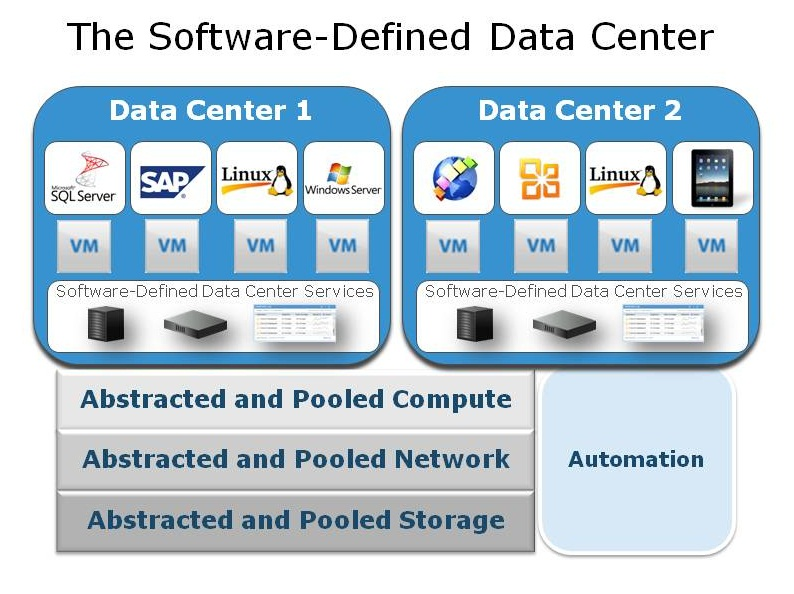 The Software-Defined Data Center
Data Center 1
Data Center 2
Microsoft
SQL Server
SAP
Linux
Windows Server
Linux
VM
VM
VM
VM
VM
VM
VM
VM
Software-Defined Data Center Services
Software-Defined Data Center Services
Abstracted and Pooled Compute
Abstracted and Pooled Network
Abstracted and Pooled Storage
Automation